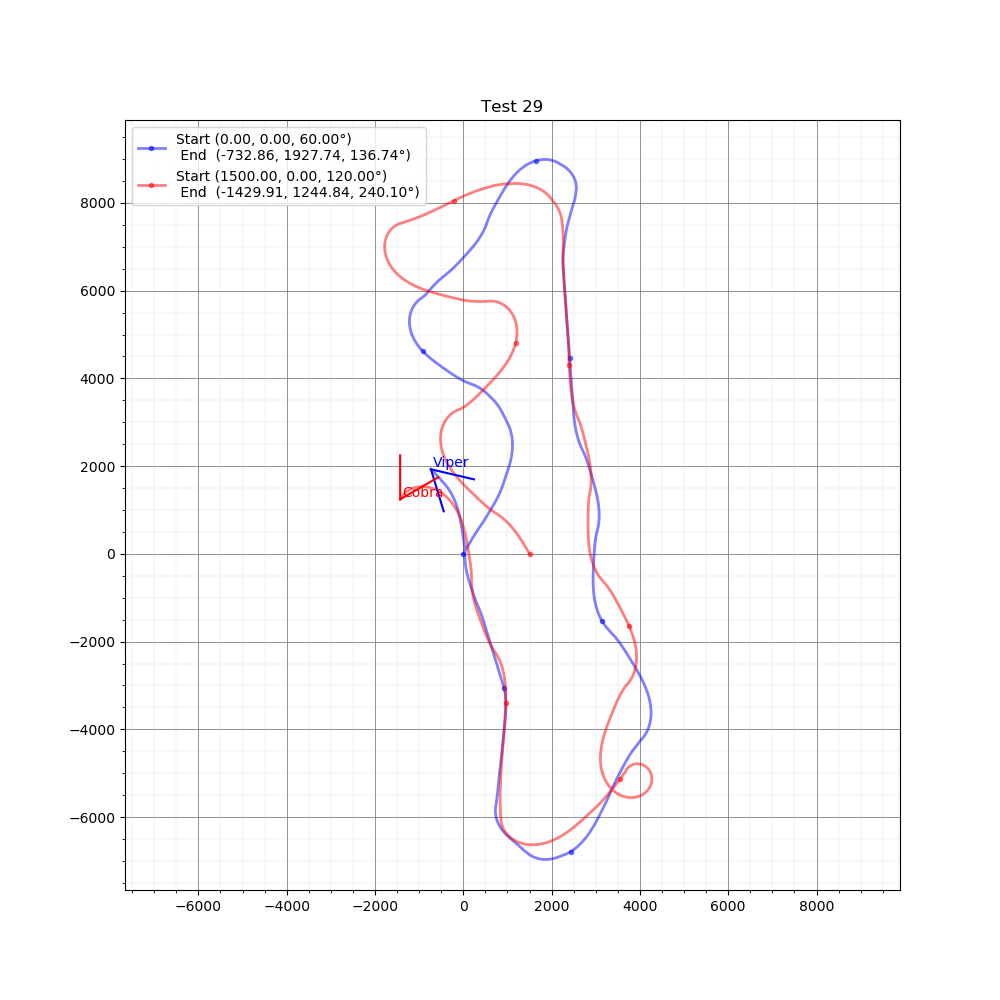 Test 29
Start (0.00, 0.00, 60.00°)
End (-732.86, 1927.74, 136.74°)
Start (1500.00, 0.00, 120.00°)
End (-1429.91, 1244.84, 240.10°)
8000
6000
4000
2000
0
−2000
−4000
−6000
Viper
Cobra
−6000 −4000 −2000 0 2000 4000 6000 8000